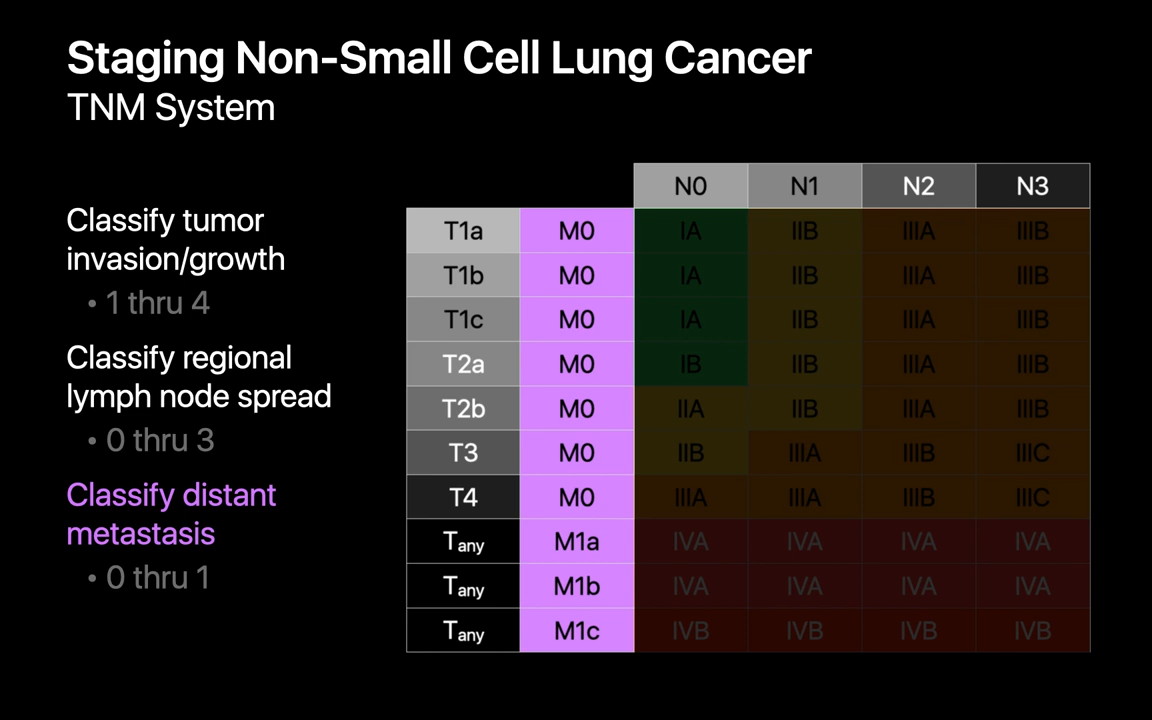 Staging Non-Small Cell Lung Cancer
TNM System
Classify tumor
invasion/growth
• 1 thru 4
Classify regional
lymph node spread
• 0 thru 3
Classify distant
metastasis
• 0 thru 1
N0 N1 N2 N3
T1a M0 IA IIB IIIA IIIB
T1b M0 IA IIB IIIA IIIB
T1c M0 IA IIB IIIA IIIB
T2a M0 IB IIB IIIA IIIB
T2b M0 IIA IIB IIIA IIIB
T3 M0 IIB IIIA IIIB IIIC
T4 M0 IIIA IIIA IIIB IIIC
Tany M1a IVA IVA IVA IVA
Tany M1b IVA IVA IVA IVA
Tany M1c IVB IVB IVB IVB